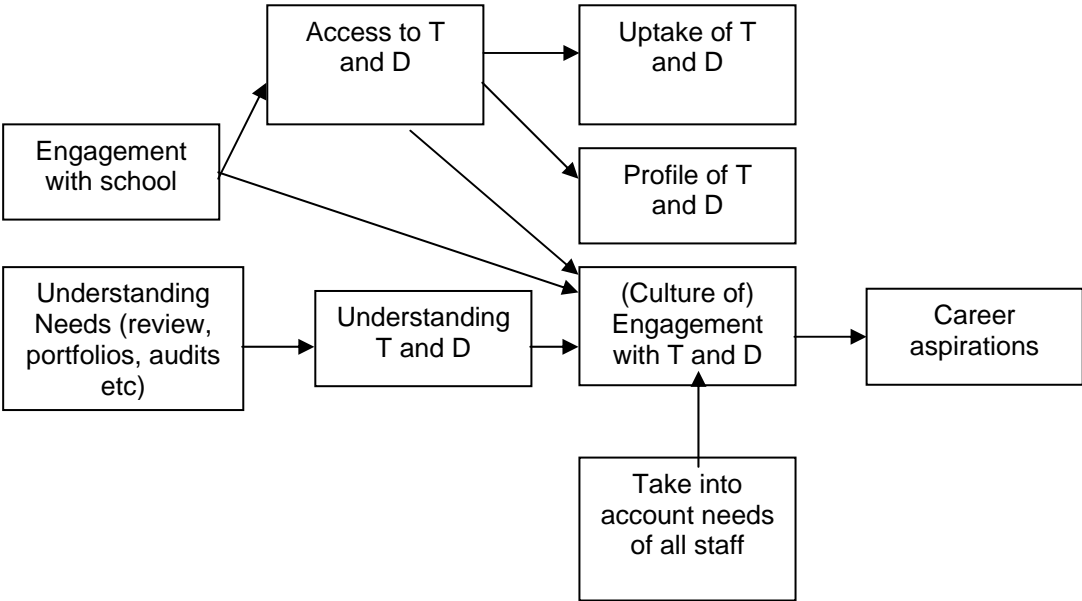 Access to T
and D
Uptake of T
and D
Engagement
with school
Profile of T
and D
Understanding
Needs (review,
portfolios, audits
etc)
Understanding
T and D
(Culture of)
Engagement
with T and D
Career
aspirations
Take into
account needs
of all staff